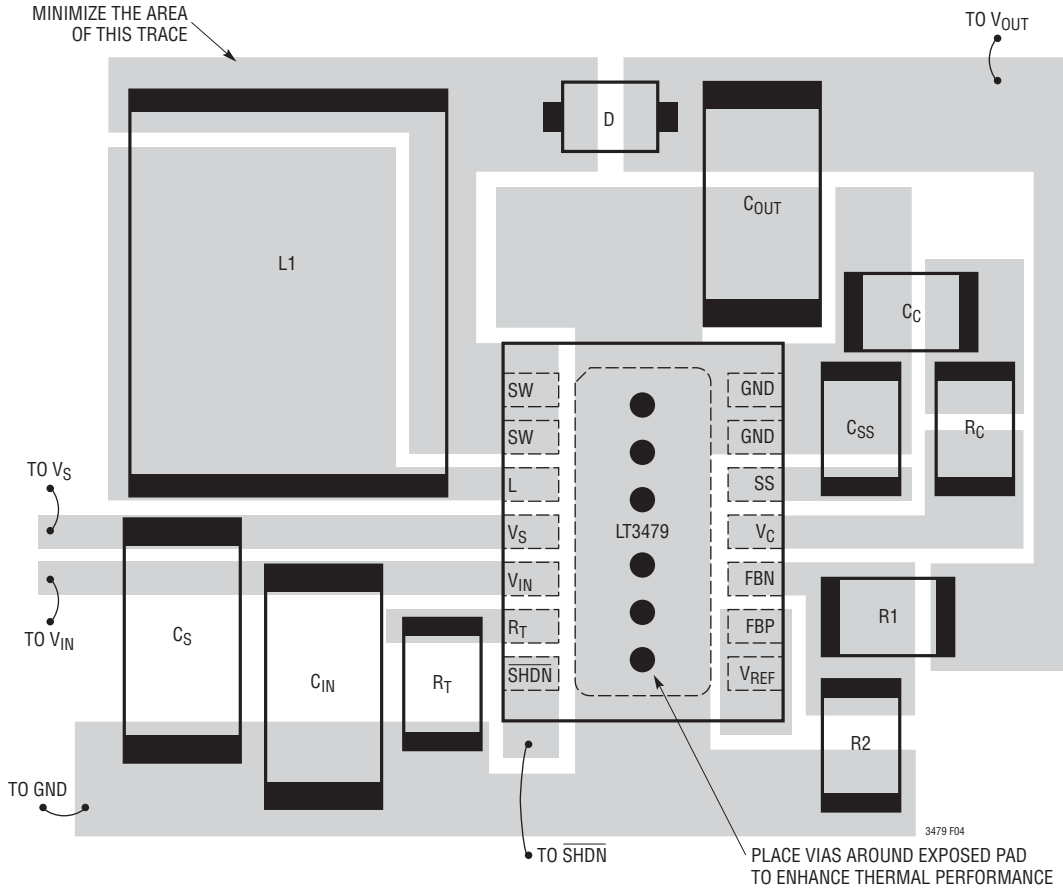 MINIMIZE THE AREA
OF THIS TRACE
TO VOUT
D
COUT
L1
CC
SW
GND
SW
GND
CSS
RC
TO VS
L
SS
VS
LT3479
VC
VIN
FBN
TO VIN
CS
RT
FBP
R1
CIN
RT
SHDN
VREF
R2
TO GND
3479 F04
TO SHDN
PLACE VIAS AROUND EXPOSED PAD
TO ENHANCE THERMAL PERFORMANCE